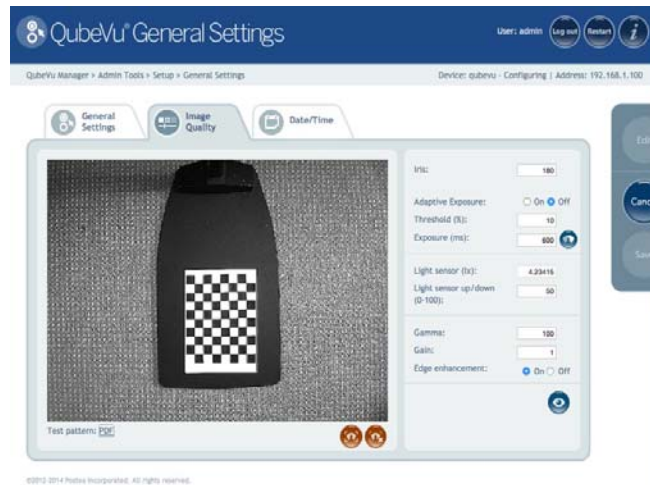 QubeVu® General Settings
User: admin
Log out
Restart
i
QubeVu Manager > Admin Tools > Setup > General Settings
Device: qubevu - Configuring | Address: 192.168.1.100
General
Settings
Image
Quality
Date/Time
Edit
Iris: 180
Adaptive Exposure: On Off
Threshold (%): 10
Exposure (ms): 600
Light sensor (lx): 4.23416
Light sensor up/down
(0-100): 50
Gamma: 100
Gain: 1
Edge enhancement: On Off
Canc
Save
Test pattern: PDF
©2012-2014 Postea Incorporated. All rights reserved.